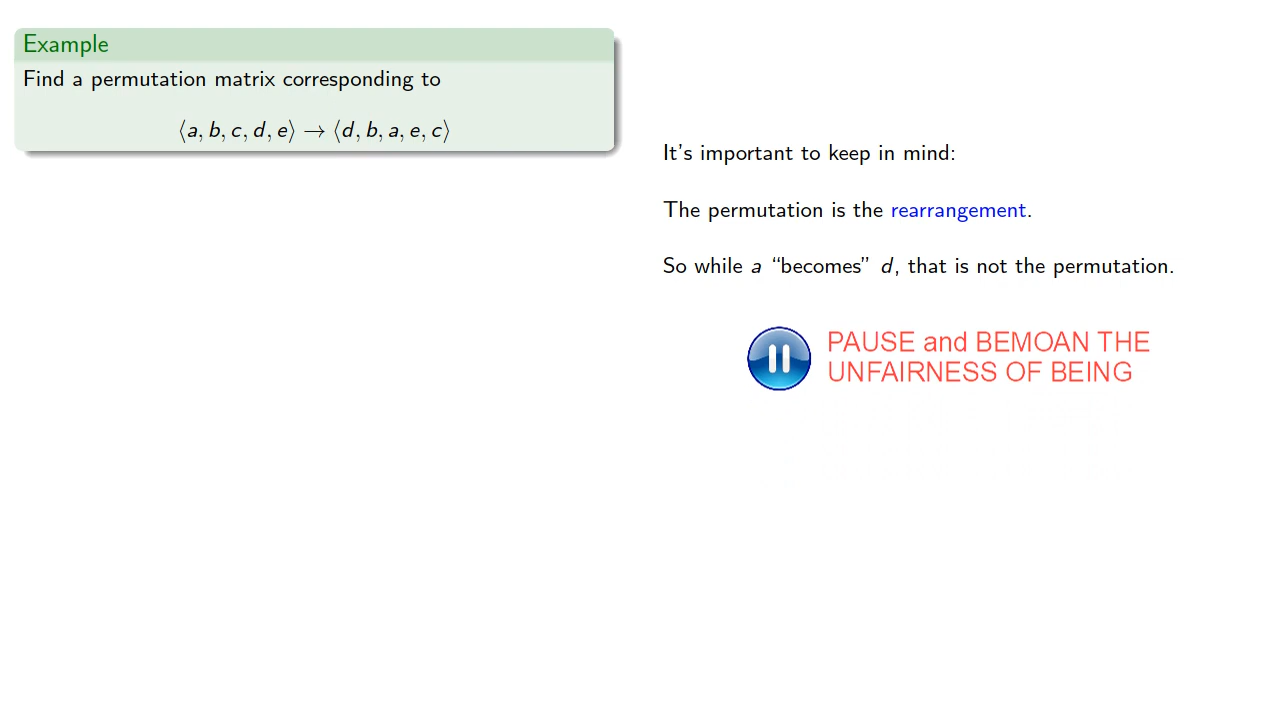 Example
Find a permutation matrix corresponding to
⟨a, b, c, d, e⟩ → ⟨d, b, a, e, c⟩
It's important to keep in mind:
The permutation is the rearrangement.
So while a “becomes” d, that is not the permutation.
PAUSE and BEMOAN THE
UNFAIRNESS OF BEING